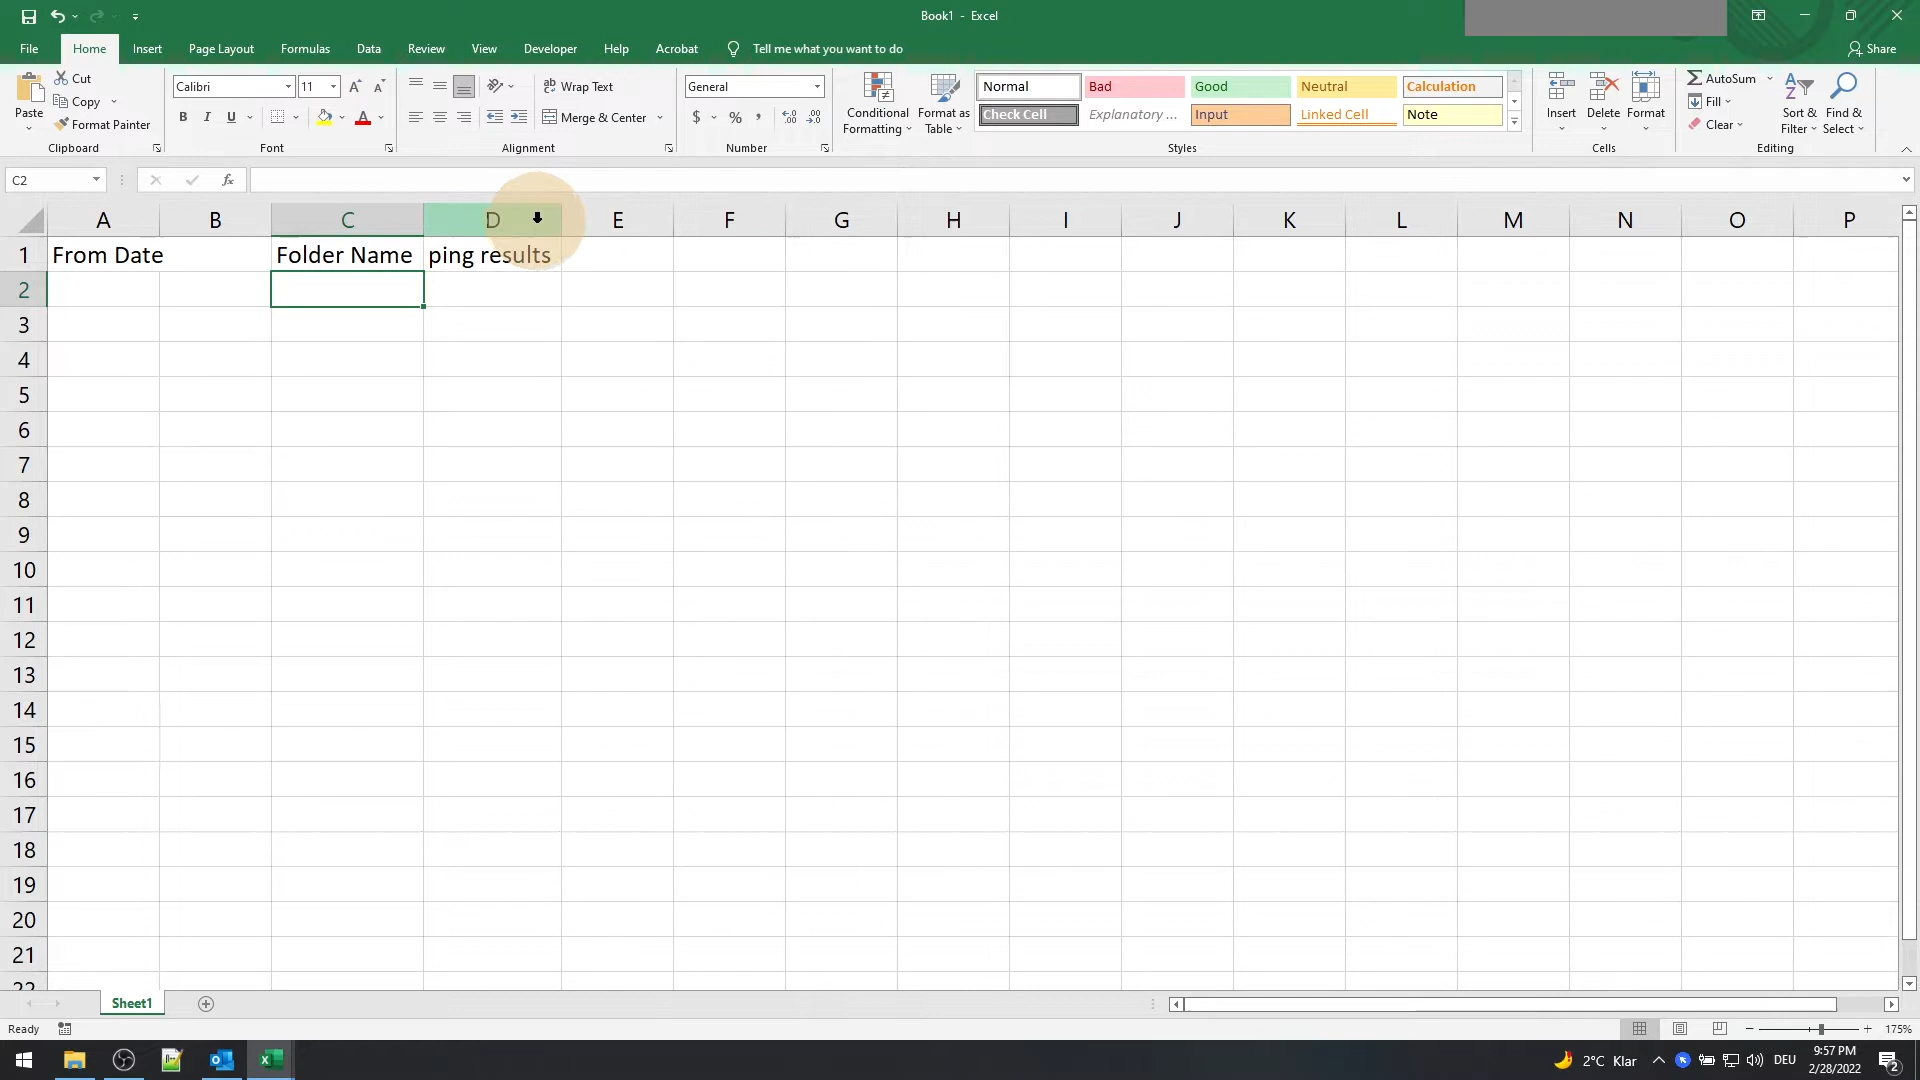 Book1 - Excel
File Home Insert Page Layout Formulas Data Review View Developer Help Acrobat Tell me what you want to do Share
Paste
Cut
Copy
Format Painter
Clipboard
Calibri 11
B I U
Font
Wrap Text
Merge & Center
Alignment
General
$ % ,
Number
Conditional Formatting
Format as Table
Normal Bad Good Neutral Calculation
Check Cell Explanatory ... Input Linked Cell Note
Styles
Insert Delete Format
Cells
AutoSum
Fill
Clear
Sort & Filter
Find & Select
Editing
C2 fx
A B C D E F G H I J K L M N O P
1 From Date Folder Name ping results
2
3
4
5
6
7
8
9
10
11
12
13
14
15
16
17
18
19
20
21
22
Sheet1
Ready 175%
2°C Klar DEU 9:57 PM
2/28/2022 2